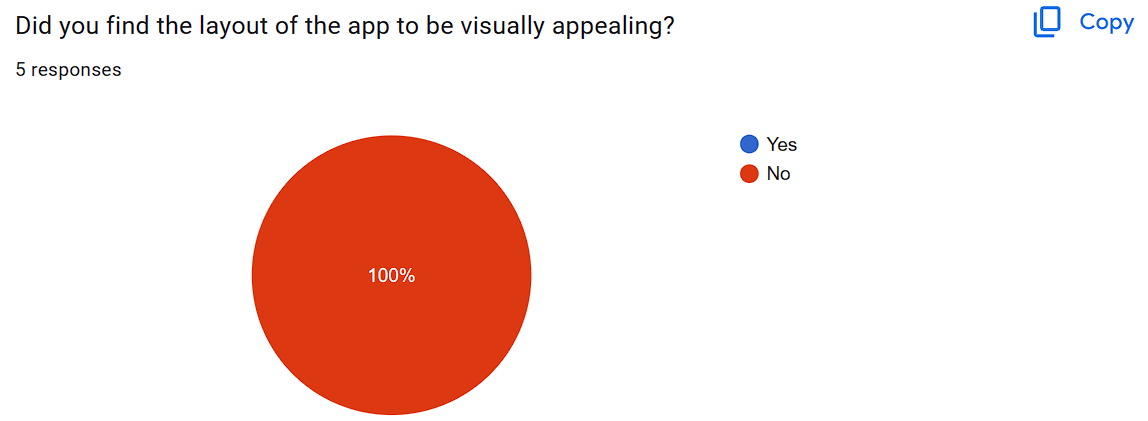 Did you find the layout of the app to be visually appealing?
Copy
5 responses
Yes
No
100%